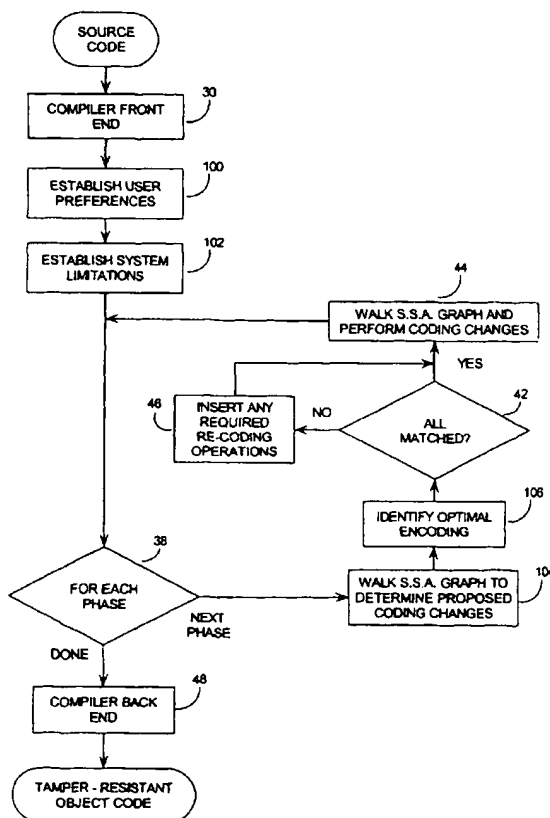 SOURCE
CODE
30
COMPILER FRONT
END
100
ESTABLISH USER
PREFERENCES
102
ESTABLISH SYSTEM
LIMITATIONS
44
WALK S.S.A. GRAPH AND
PERFORM CODING CHANGES
YES
46
INSERT ANY
REQUIRED
RE-CODING
OPERATIONS
NO
42
ALL
MATCHED?
106
IDENTIFY OPTIMAL
ENCODING
38
FOR EACH
PHASE
NEXT
PHASE
10
WALK S.S.A. GRAPH TO
DETERMINE PROPOSED
CODING CHANGES
DONE
48
COMPILER BACK
END
TAMPER - RESISTANT
OBJECT CODE